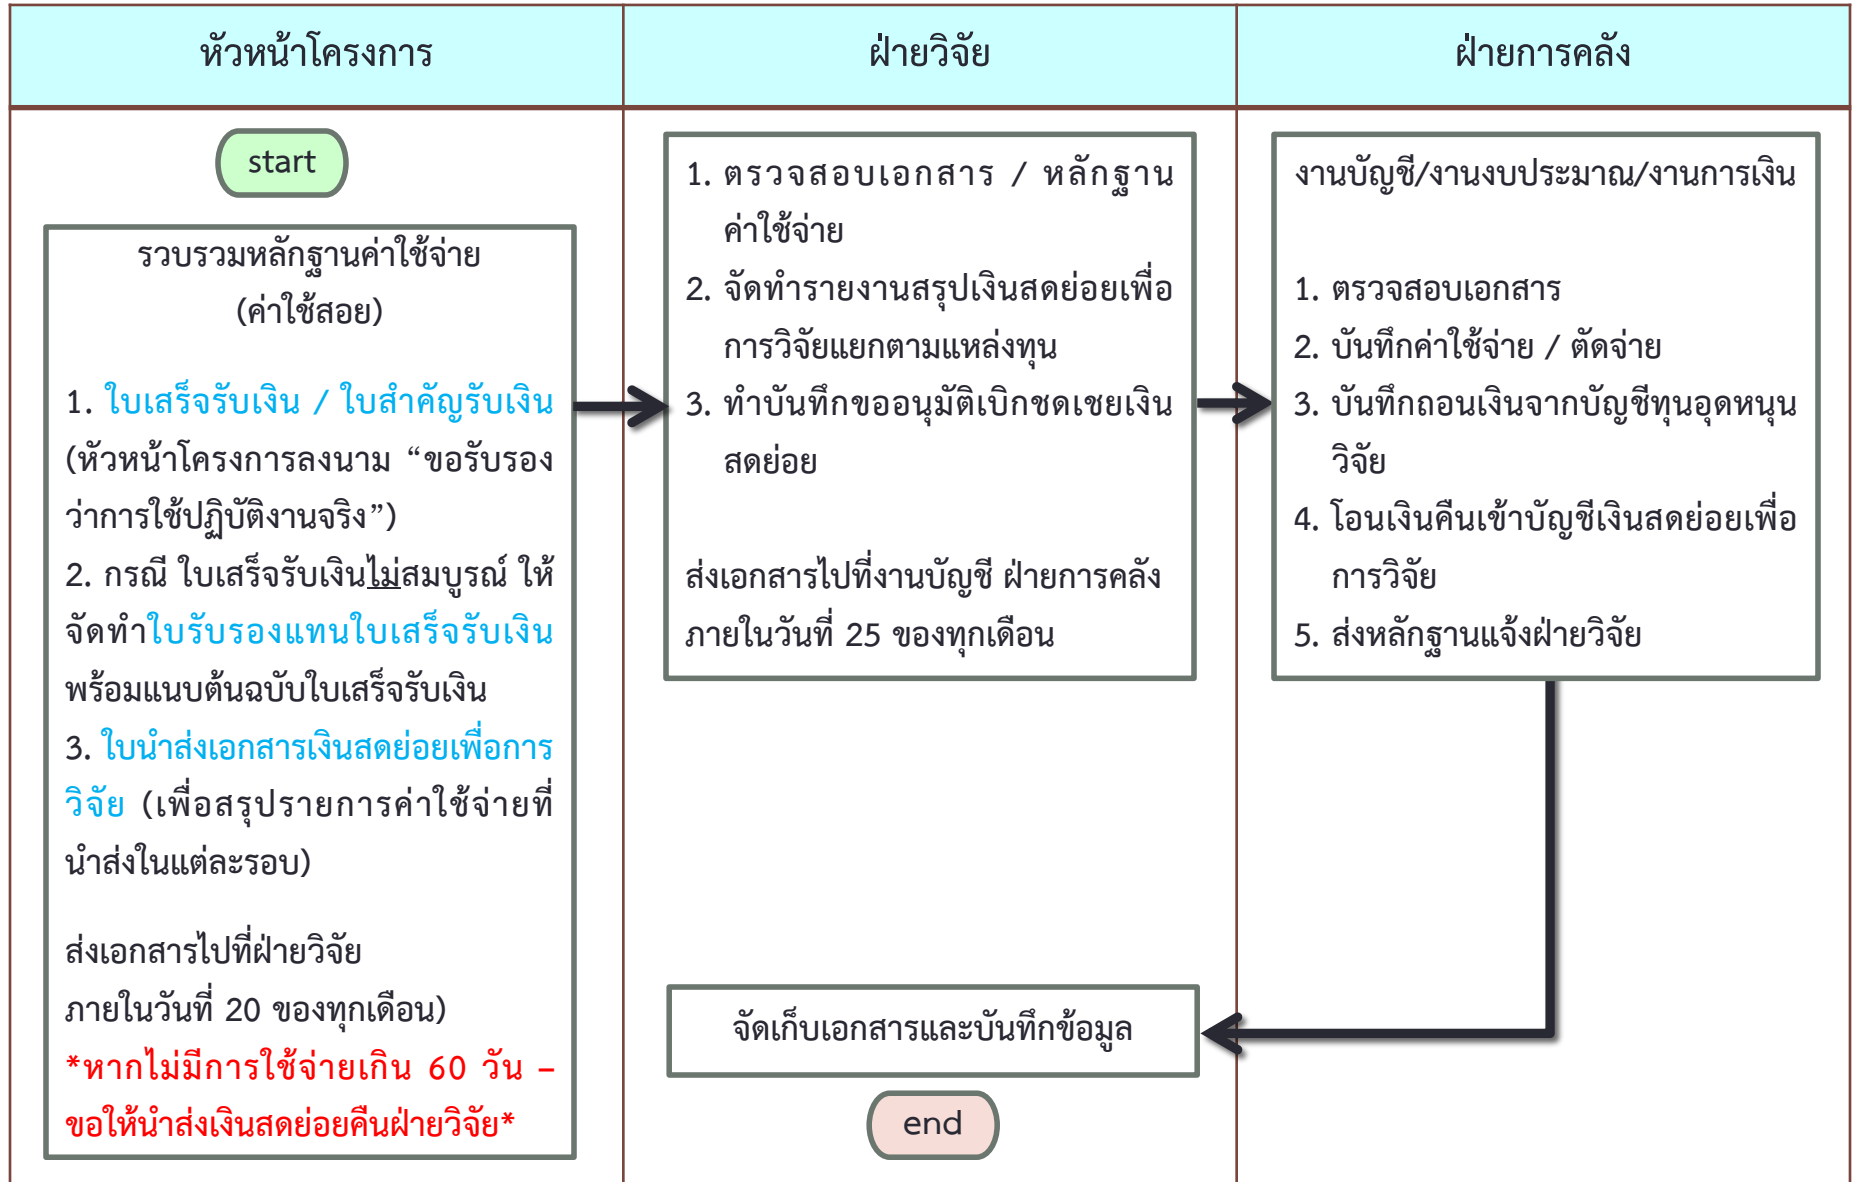 หัวหน้าโครงการ
ฝ่ายวิจัย
ฝ่ายการคลัง
start
รวบรวมหลักฐานค่าใช้จ่าย
(ค่าใช้สอย)
1. ใบเสร็จรับเงิน / ใบสำคัญรับเงิน
(หัวหน้าโครงการลงนาม “ขอรับรอง
ว่าการใช้ปฏิบัติงานจริง”)
2. กรณี ใบเสร็จรับเงินไม่สมบูรณ์ ให้
จัดทำใบรับรองแทนใบเสร็จรับเงิน
พร้อมแนบต้นฉบับใบเสร็จรับเงิน
3. ใบนำส่งเอกสารเงินสดย่อยเพื่อการ
วิจัย (เพื่อสรุปรายการค่าใช้จ่ายที่
นำส่งในแต่ละรอบ)
ส่งเอกสารไปที่ฝ่ายวิจัย
ภายในวันที่ 20 ของทุกเดือน)
*หากไม่มีการใช้จ่ายเกิน 60 วัน –
ขอให้นำส่งเงินสดย่อยคืนฝ่ายวิจัย*
1. ตรวจสอบเอกสาร / หลักฐาน
ค่าใช้จ่าย
2. จัดทำรายงานสรุปเงินสดย่อยเพื่อ
การวิจัยแยกตามแหล่งทุน
3. ทำบันทึกขออนุมัติเบิกชดเชยเงิน
สดย่อย
ส่งเอกสารไปที่งานบัญชี ฝ่ายการคลัง
ภายในวันที่ 25 ของทุกเดือน
งานบัญชี/งานงบประมาณ/งานการเงิน
1. ตรวจสอบเอกสาร
2. บันทึกค่าใช้จ่าย / ตัดจ่าย
3. บันทึกถอนเงินจากบัญชีทุนอุดหนุน
วิจัย
4. โอนเงินคืนเข้าบัญชีเงินสดย่อยเพื่อ
การวิจัย
5. ส่งหลักฐานแจ้งฝ่ายวิจัย
จัดเก็บเอกสารและบันทึกข้อมูล
end